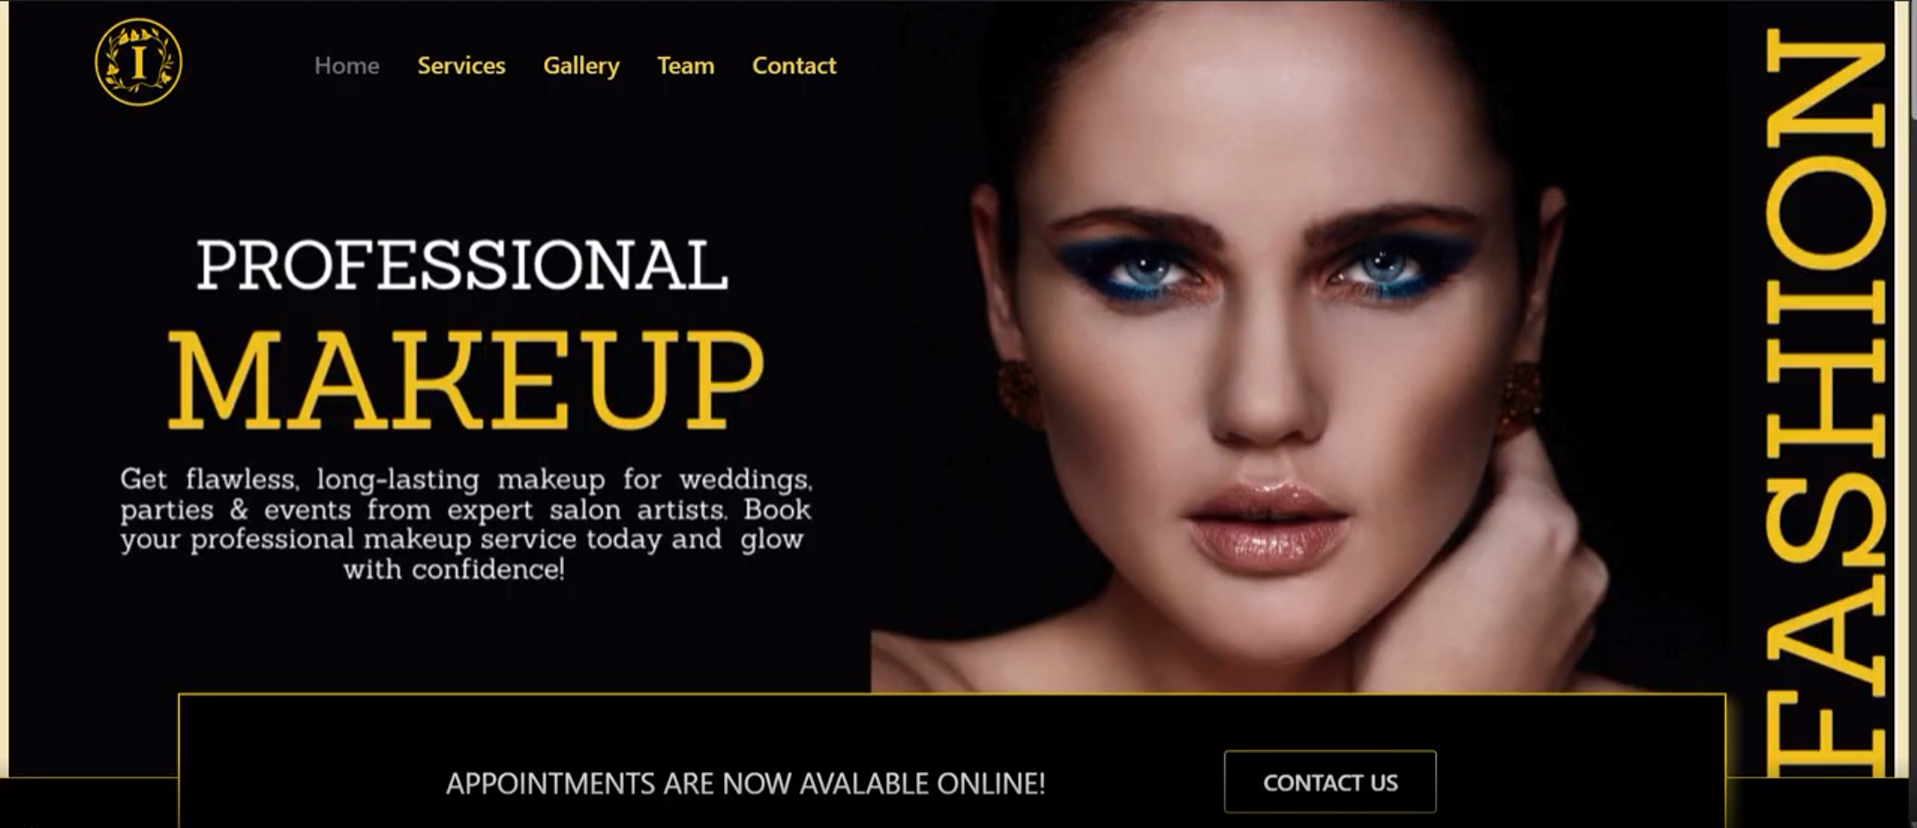 I
Home Services Gallery Team Contact
PROFESSIONAL
MAKEUP
Get flawless, long-lasting makeup for weddings,
parties & events from expert salon artists. Book
your professional makeup service today and glow
with confidence!
FASHION
APPOINTMENTS ARE NOW AVALABLE ONLINE!
CONTACT US